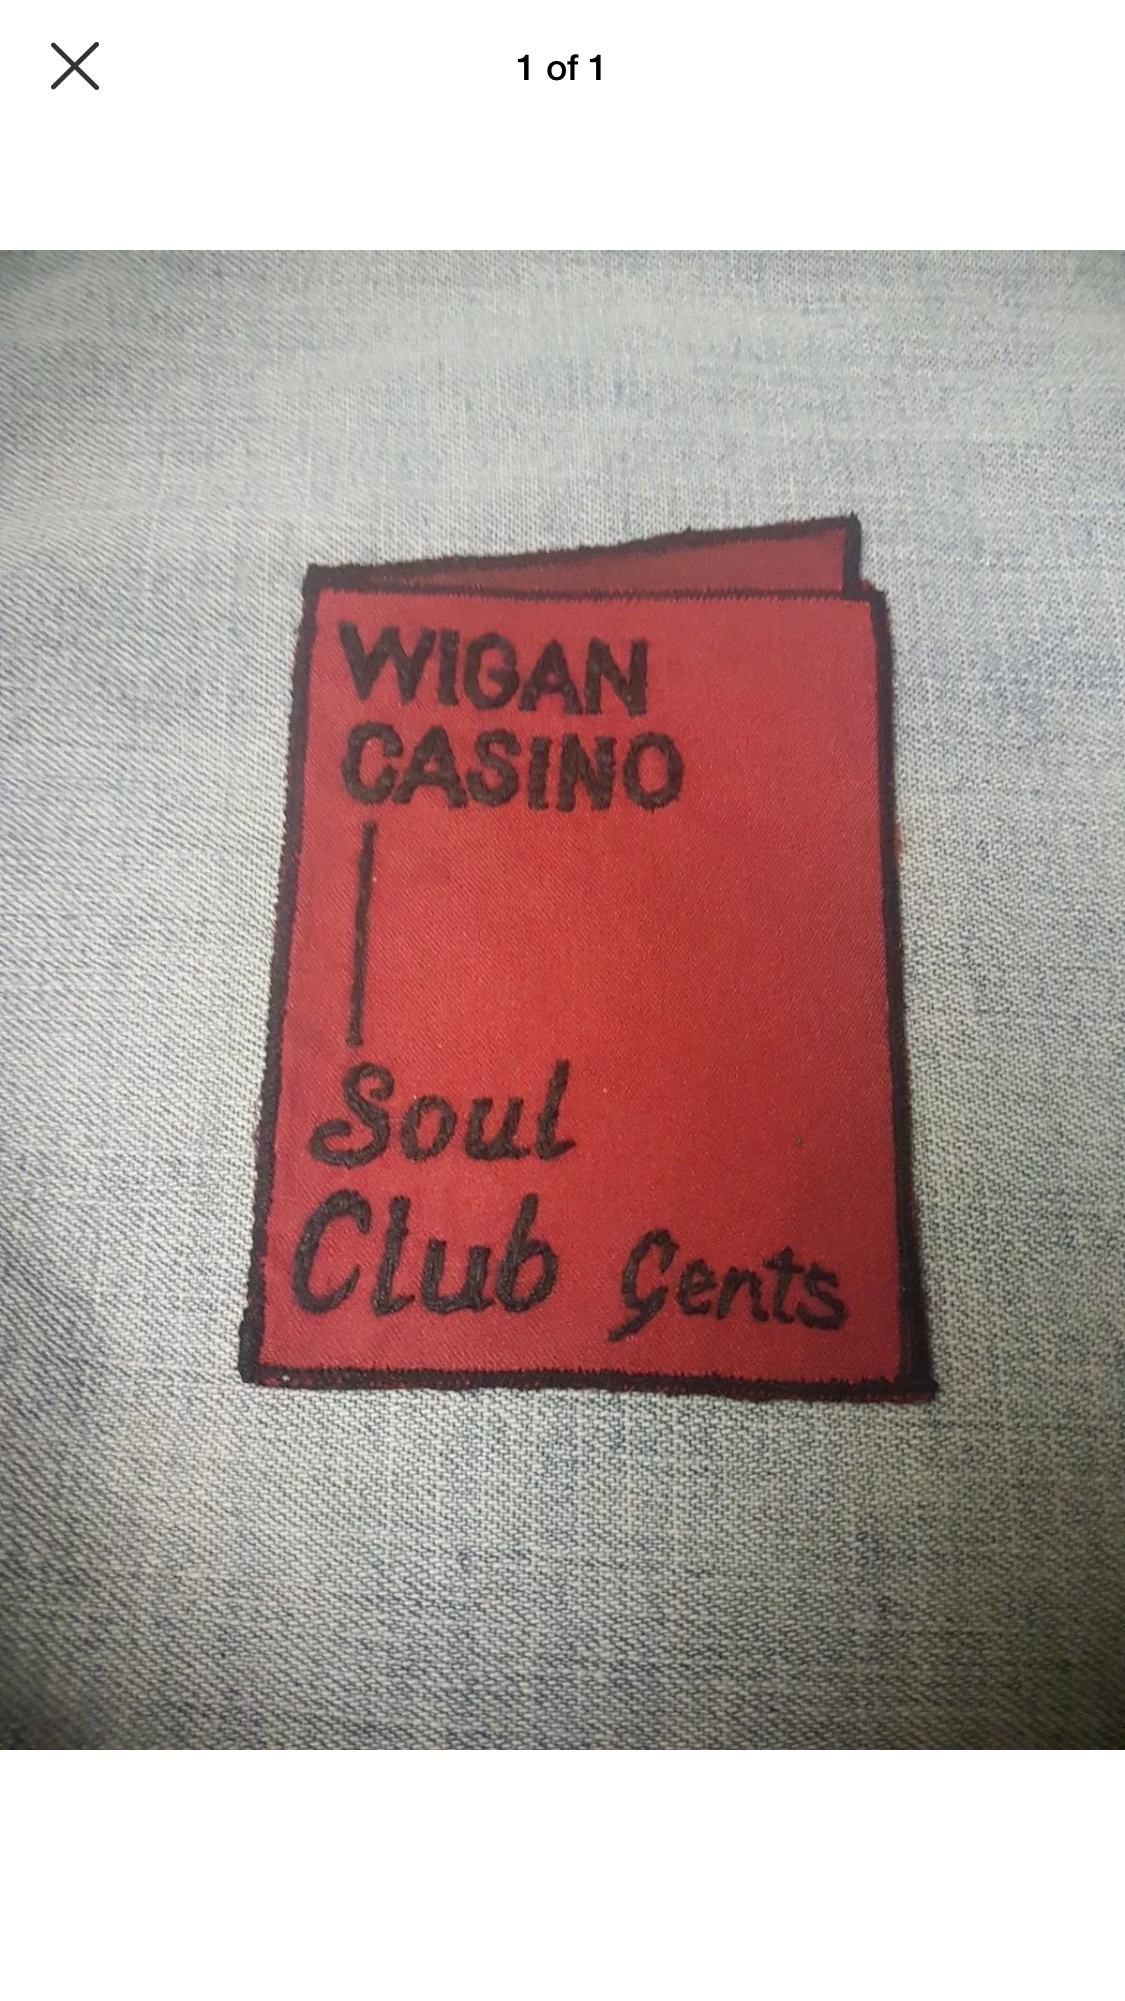 1 of 1
WIGAN
CASINO
Soul
Club Gents